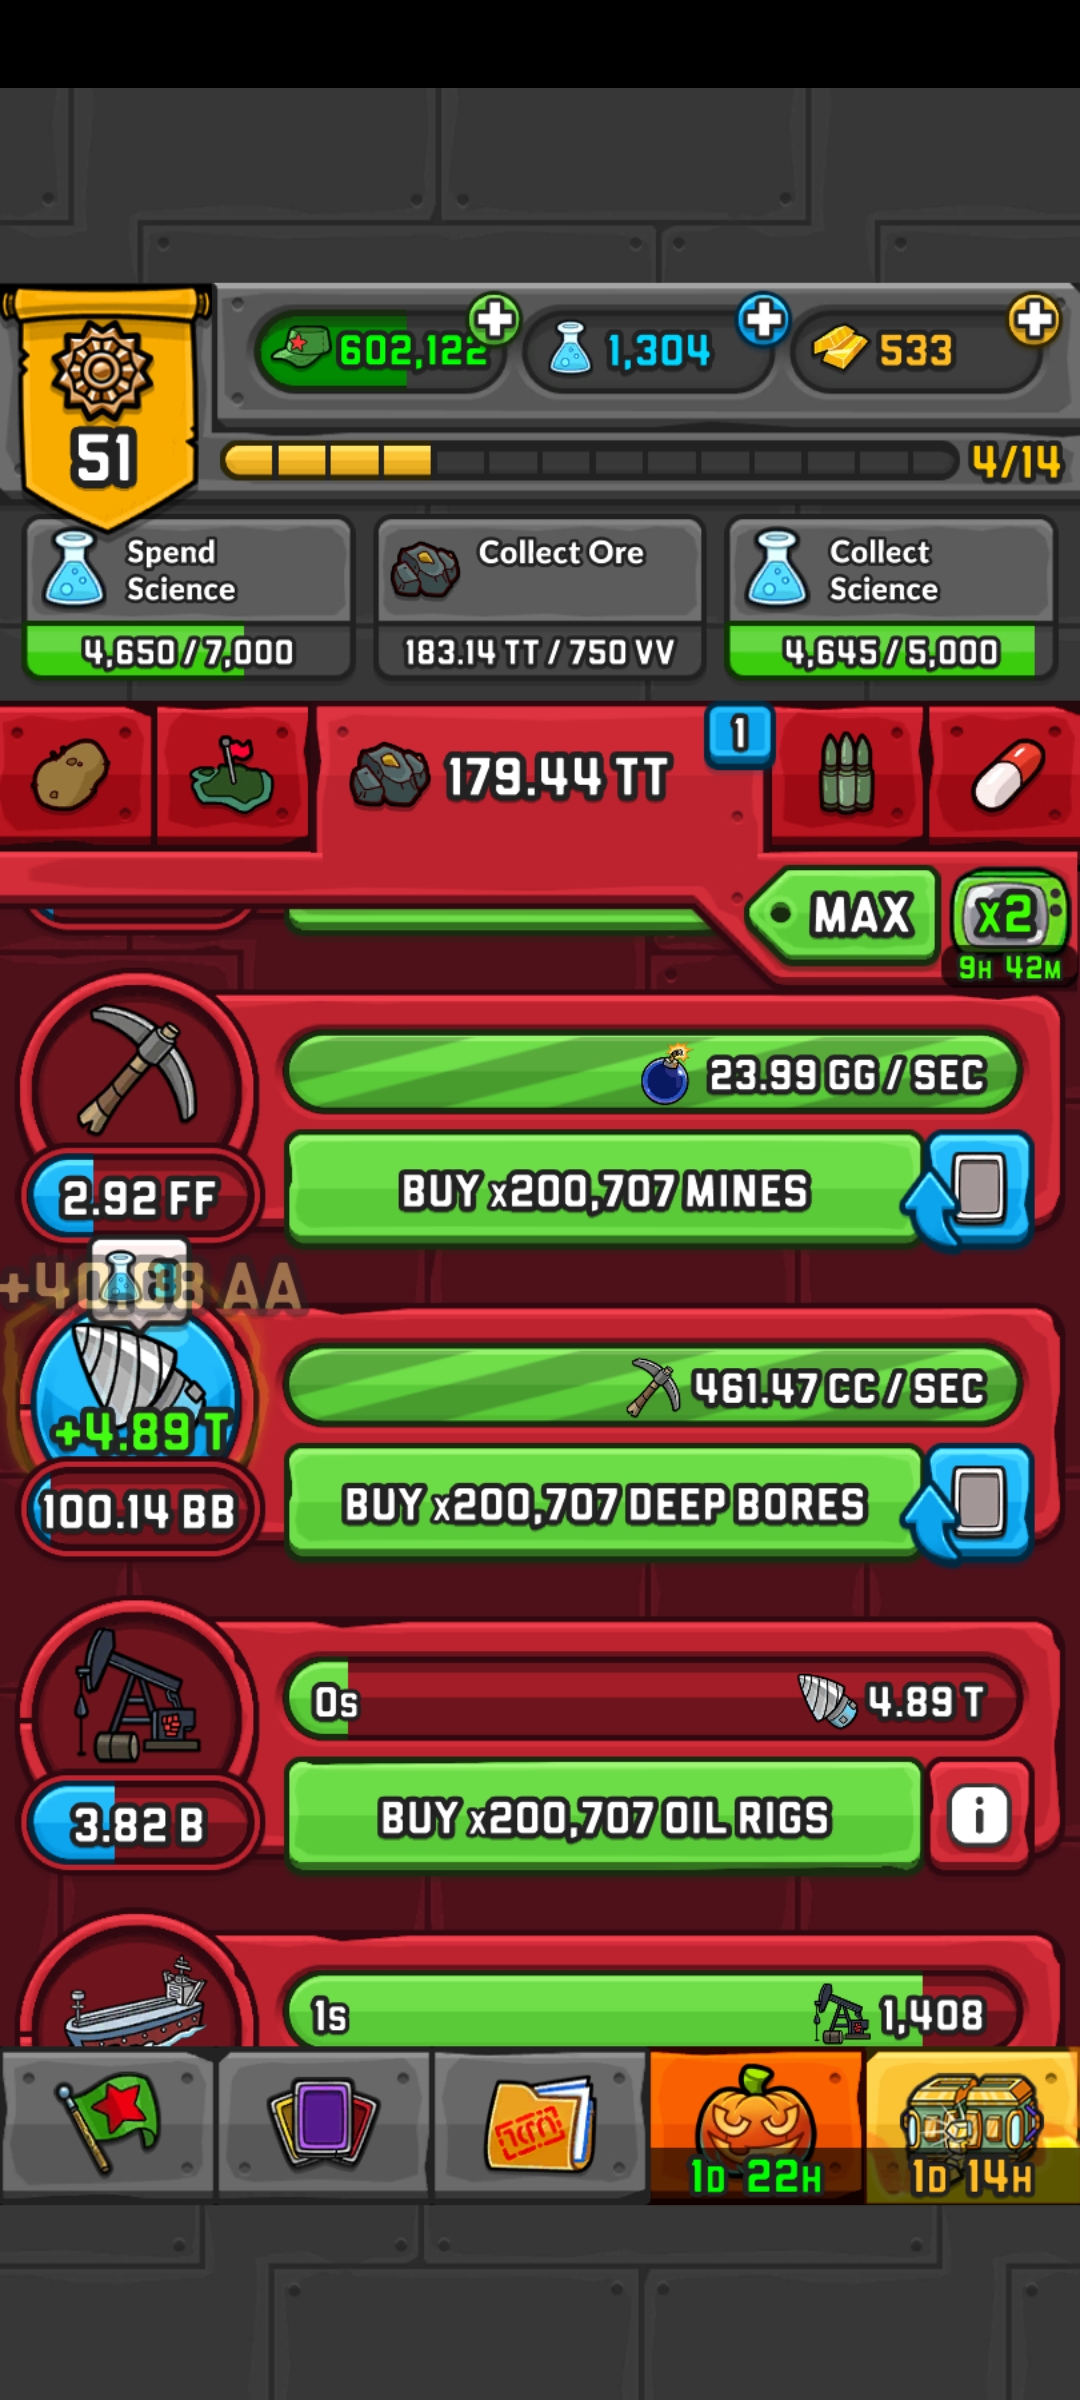 602,122
1,304
533
51
4/14
Spend
Science
4,650/7,000
Collect Ore
183.14 TT/750 VV
Collect
Science
4,645/5,000
179.44 TT
1
MAX
x2
9H 42M
23.99 GG/SEC
2.92 FF
BUY x200,707 MINES
AA
+4.89 T
461.47 CC/SEC
100.14 BB
BUY x200,707 DEEP BORES
0s
4.89 T
3.82 B
BUY x200,707 OIL RIGS
i
1s
1,408
1D 22H
1D 14H